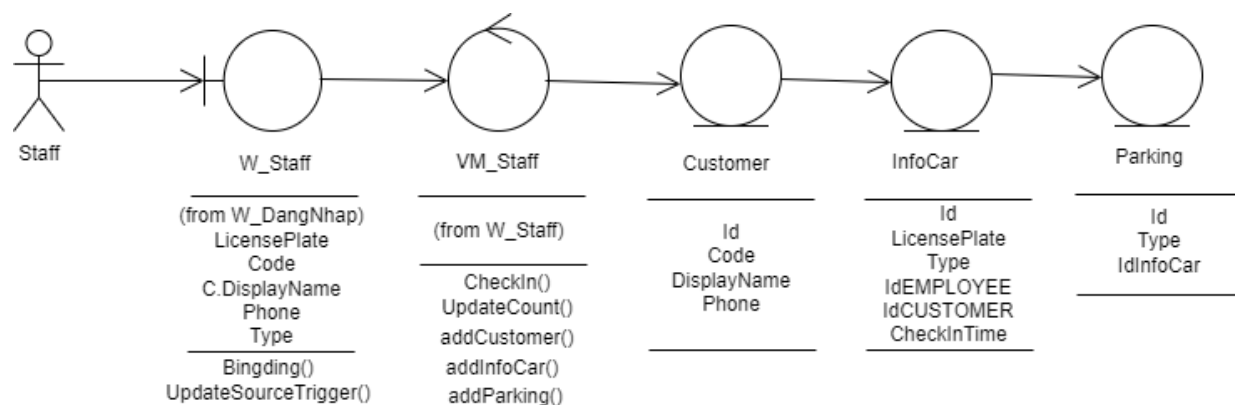 Staff
W_Staff
(from W_DangNhap)
LicensePlate
Code
C.DisplayName
Phone
Type
Bingding()
UpdateSourceTrigger()
VM_Staff
(from W_Staff)
CheckIn()
UpdateCount()
addCustomer()
addInfoCar()
addParking()
Customer
Id
Code
DisplayName
Phone
InfoCar
Id
LicensePlate
Type
IdEMPLOYEE
IdCUSTOMER
CheckInTime
Parking
Id
Type
IdInfoCar